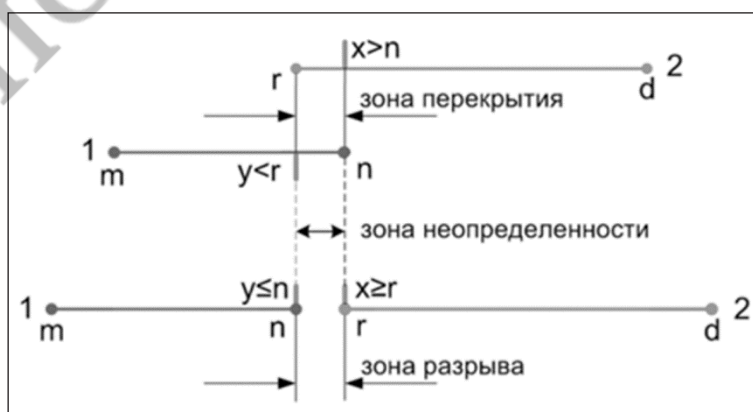 x>n
2
r
d
зона перекрытия
1
m
y<r
n
зона неопределенности
y≤n
x≥r
1
2
m
n
r
d
зона разрыва